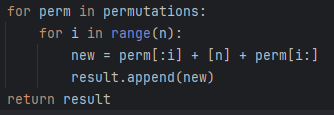 for perm in permutations:
    for i in range(n):
        new = perm[:i] + [n] + perm[i:]
        result.append(new)
return result